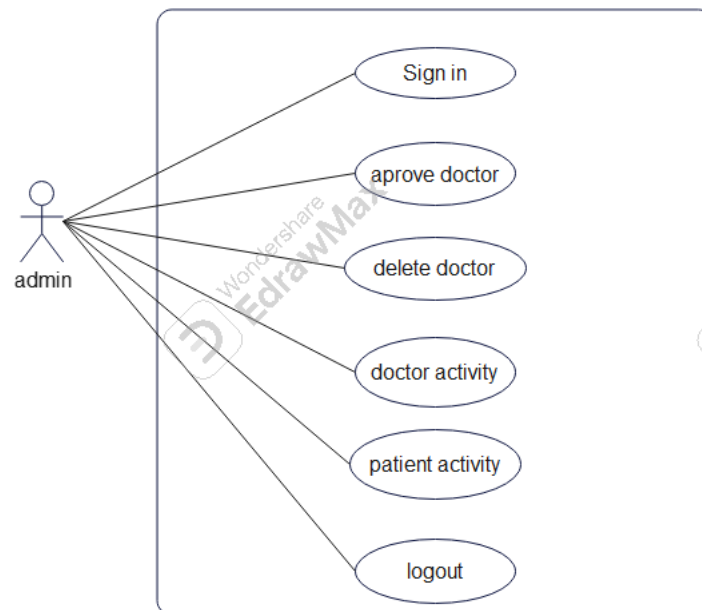 Sign in
aprove doctor
admin
delete doctor
Wondershare
EdrawMax
doctor activity
patient activity
logout